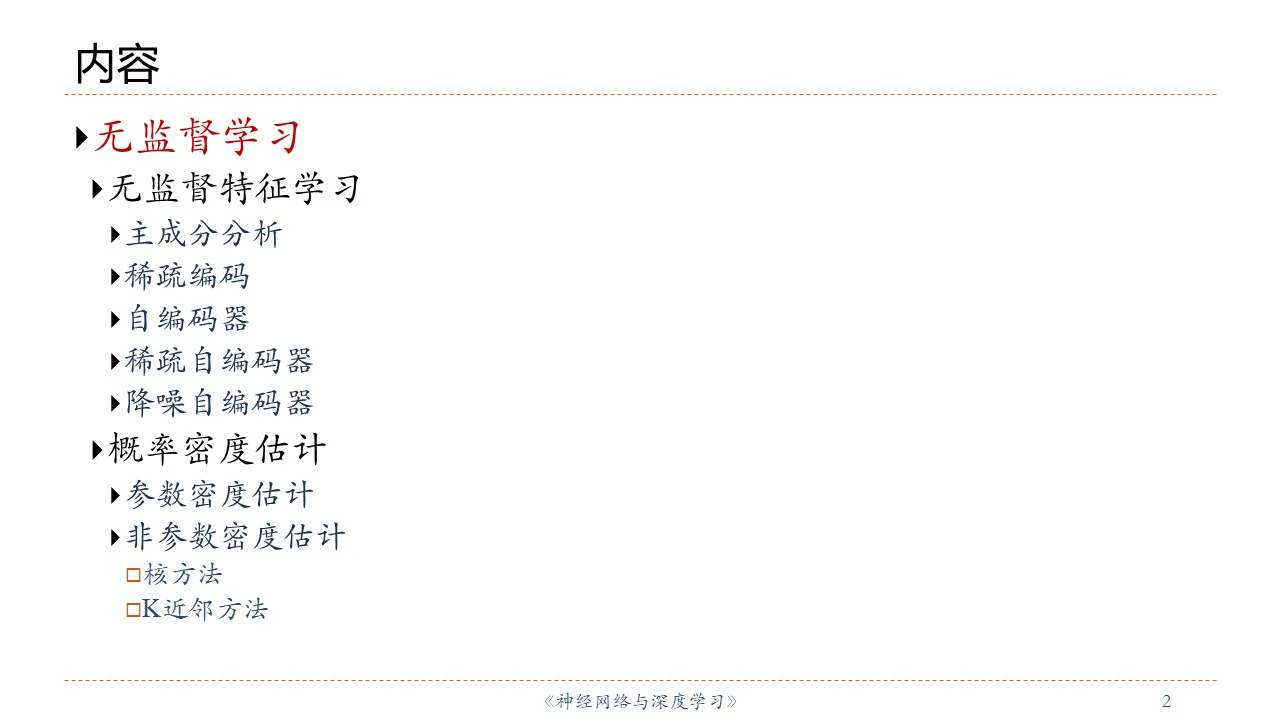 内容
无监督学习
无监督特征学习
主成分分析
稀疏编码
自编码器
稀疏自编码器
降噪自编码器
概率密度估计
参数密度估计
非参数密度估计
核方法
K近邻方法
《神经网络与深度学习》 2